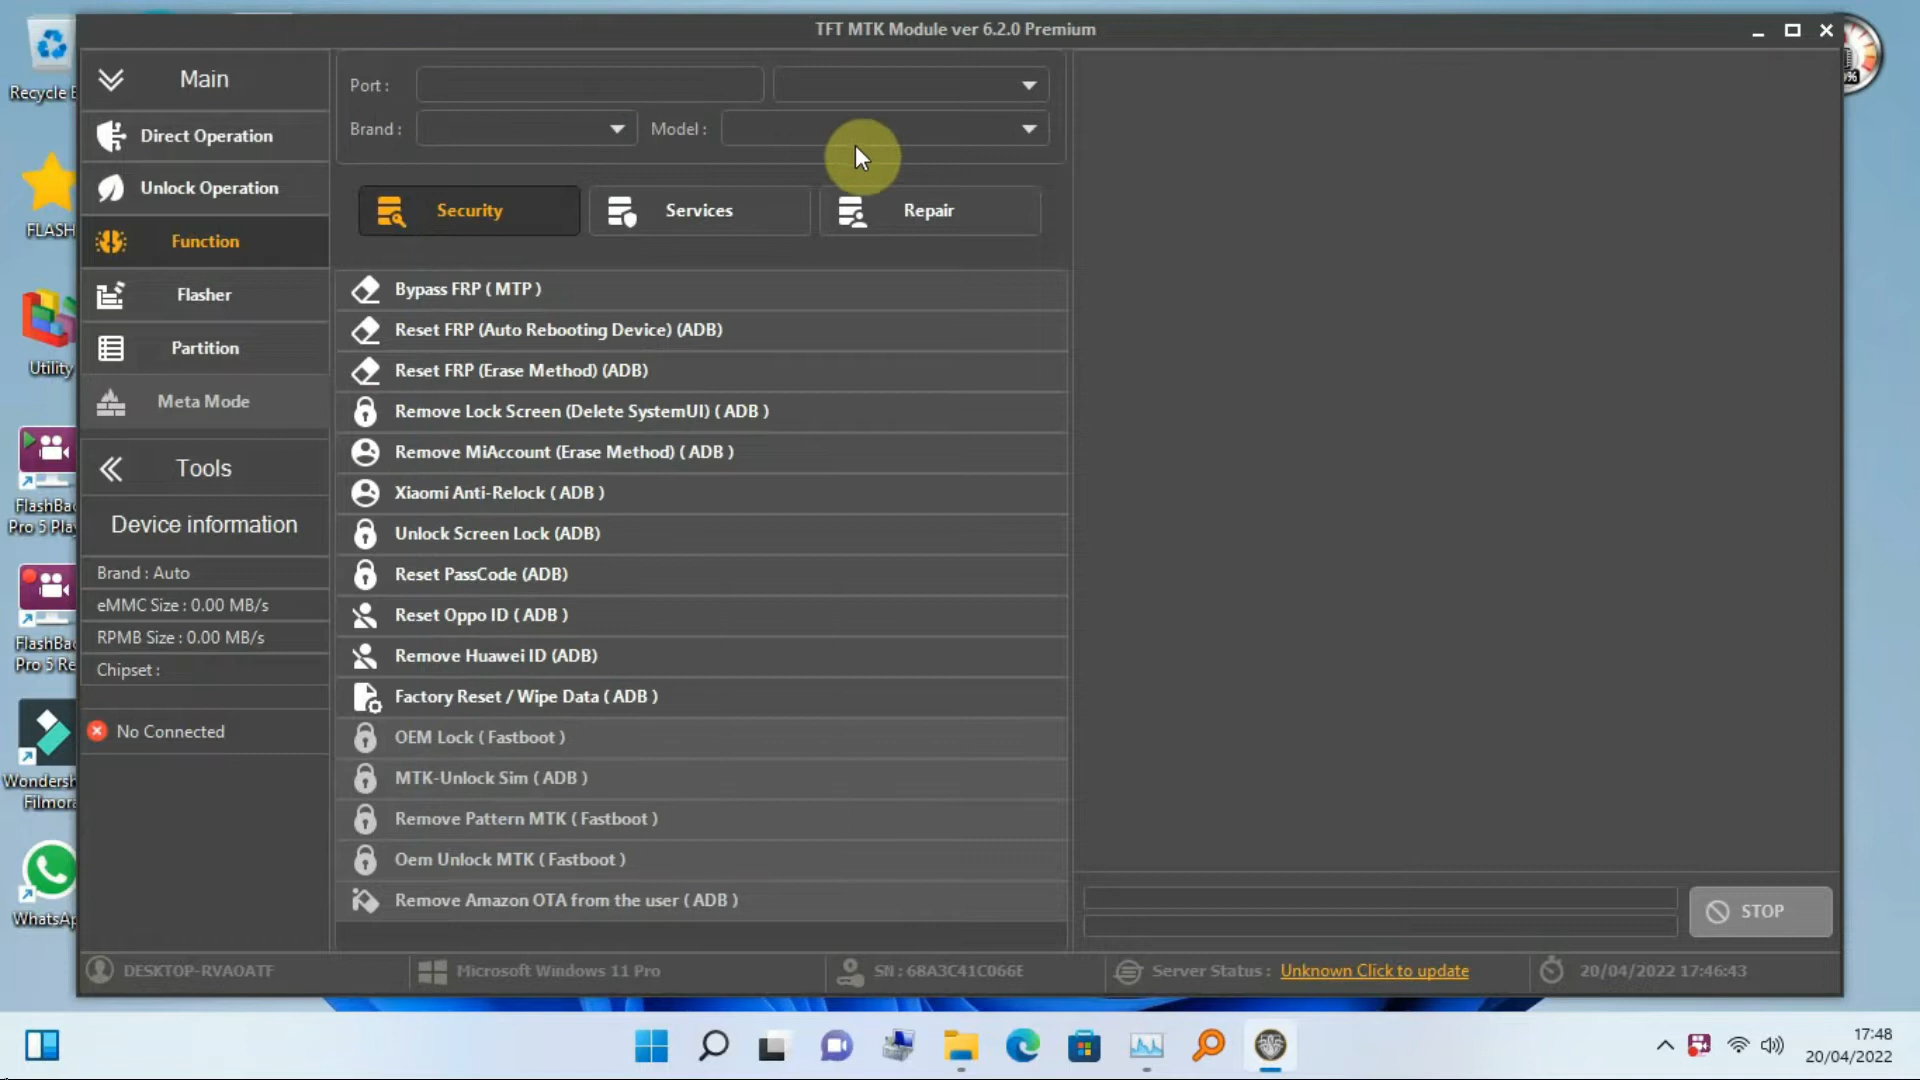 TFT MTK Module ver 6.2.0 Premium
Recycle
FLASH
Utility
FlashBac
Pro 5 Play
FlashBac
Pro 5 Re
Wondersh
Filmora
WhatsAp
Main
Direct Operation
Unlock Operation
Function
Flasher
Partition
Meta Mode
Tools
Device information
Brand : Auto
eMMC Size : 0.00 MB/s
RPMB Size : 0.00 MB/s
Chipset :
No Connected
Port :
Brand :
Model :
Security
Services
Repair
Bypass FRP ( MTP )
Reset FRP (Auto Rebooting Device) (ADB)
Reset FRP (Erase Method) (ADB)
Remove Lock Screen (Delete SystemUI) ( ADB )
Remove MiAccount (Erase Method) ( ADB )
Xiaomi Anti-Relock ( ADB )
Unlock Screen Lock (ADB)
Reset PassCode (ADB)
Reset Oppo ID ( ADB )
Remove Huawei ID (ADB)
Factory Reset / Wipe Data ( ADB )
OEM Lock ( Fastboot )
MTK-Unlock Sim ( ADB )
Remove Pattern MTK ( Fastboot )
Oem Unlock MTK ( Fastboot )
Remove Amazon OTA from the user ( ADB )
STOP
DESKTOP-RVAOATF
Microsoft Windows 11 Pro
SN : 68A3C41C066E
Server Status : Unknown Click to update
20/04/2022 17:46:43
17:48
20/04/2022